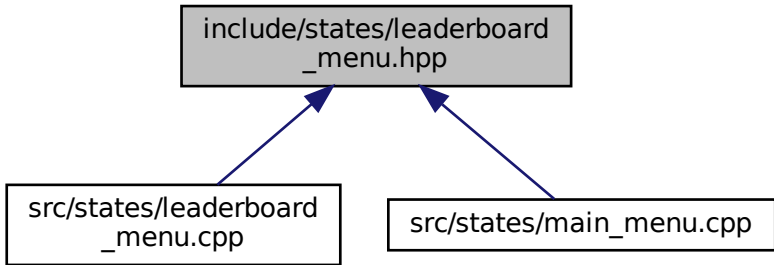 include/states/leaderboard
_menu.hpp
src/states/leaderboard
_menu.cpp
src/states/main_menu.cpp